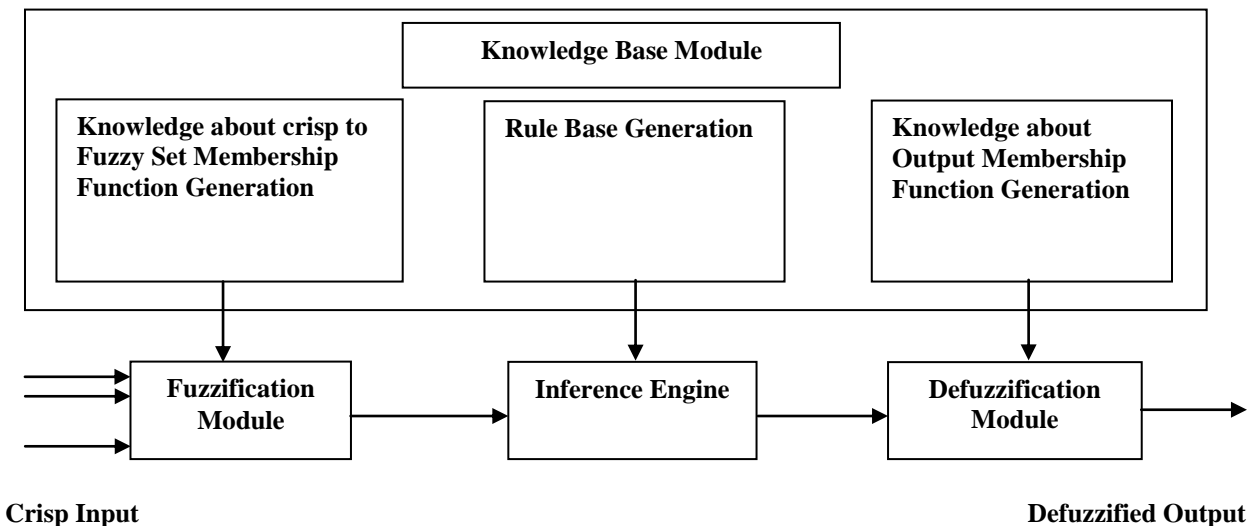 Knowledge Base Module
Knowledge about crisp to
Fuzzy Set Membership
Function Generation
Rule Base Generation
Knowledge about
Output Membership
Function Generation
Fuzzification
Module
Inference Engine
Defuzzification
Module
Crisp Input
Defuzzified Output